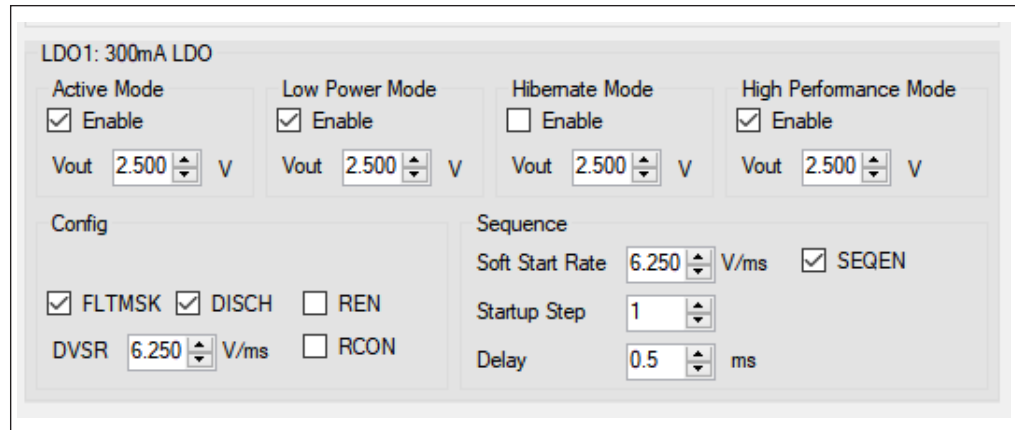 LDO1: 300mA LDO
Active Mode Low Power Mode Hibernate Mode High Performance Mode
Enable Enable Enable Enable
Vout 2.500 V Vout 2.500 V Vout 2.500 V Vout 2.500 V
Config Sequence
Soft Start Rate 6.250 V/ms SEQEN
FLTMSK DISCH REN Startup Step 1
DVSR 6.250 V/ms RCON Delay 0.5 ms